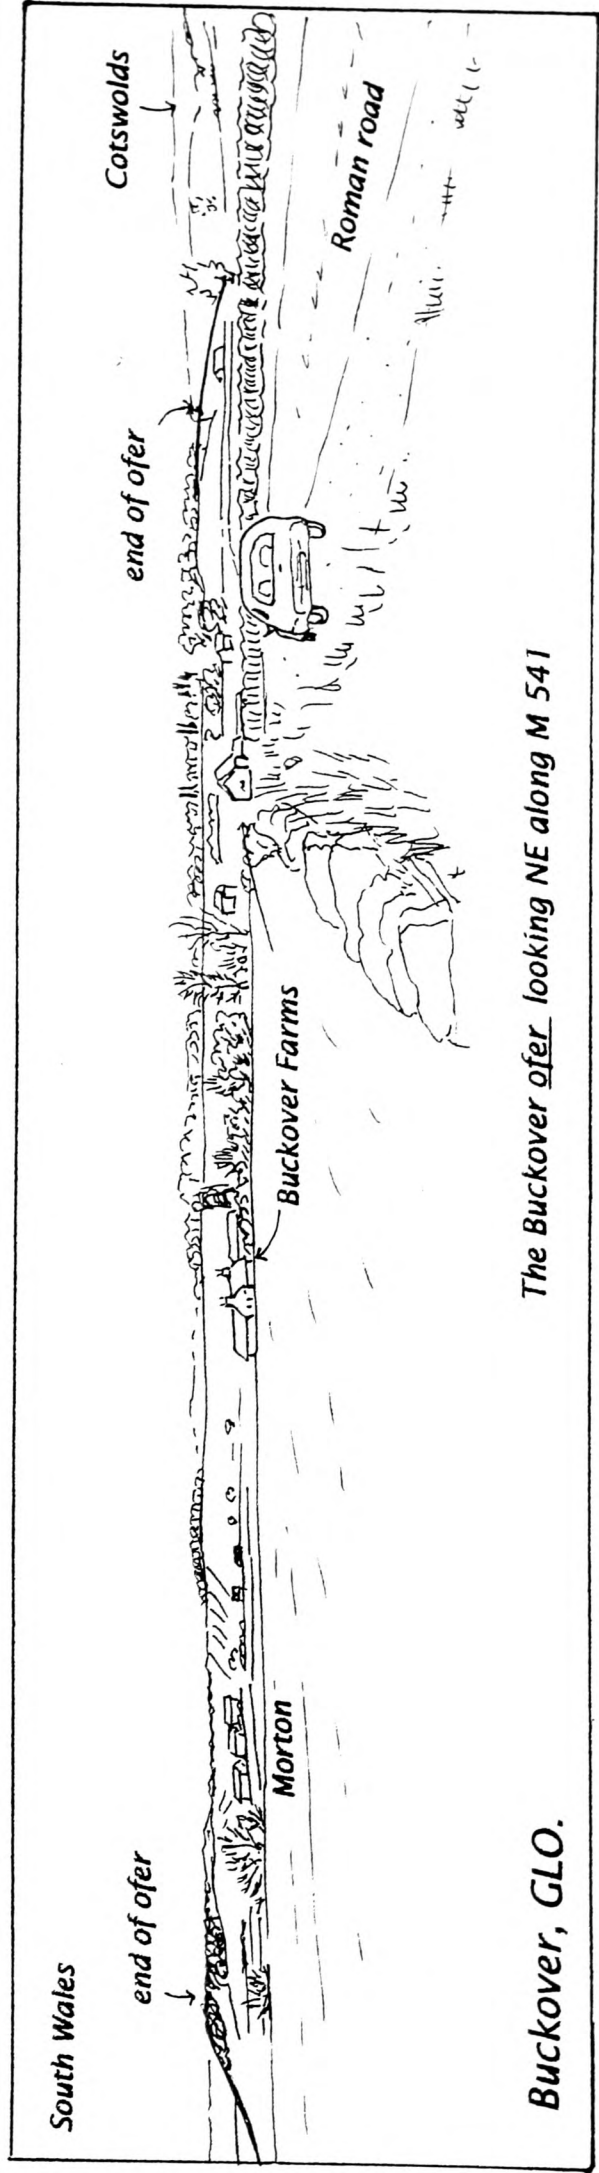 South Wales
Cotswolds
end of ofer
end of ofer
Roman road
Morton
Buckover Farms
Buckover, GLO.
The Buckover ofer looking NE along M 541